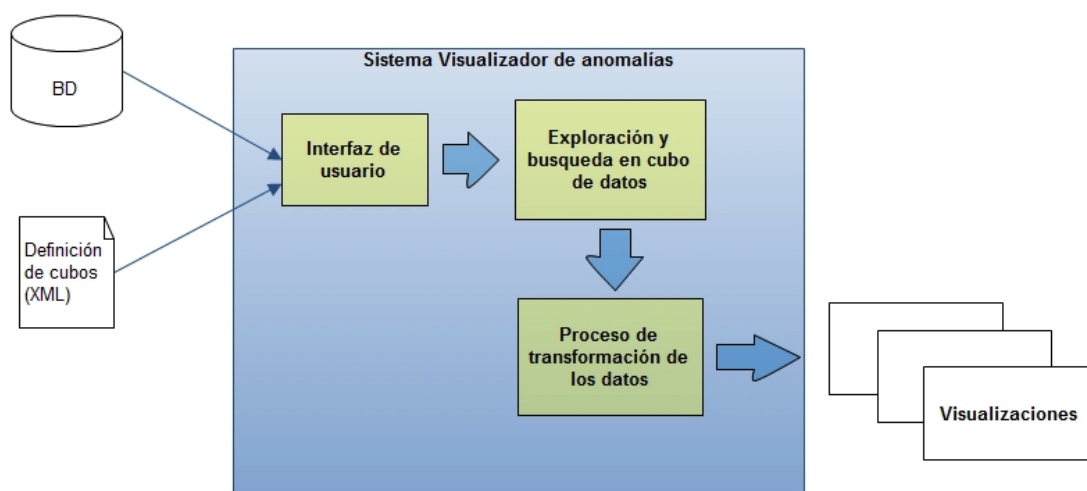 Sistema Visualizador de anomalías
BD
Interfaz de
usuario
Exploración y
busqueda en cubo
de datos
Definición
de cubos
(XML)
Proceso de
transformación de
los datos
Visualizaciones